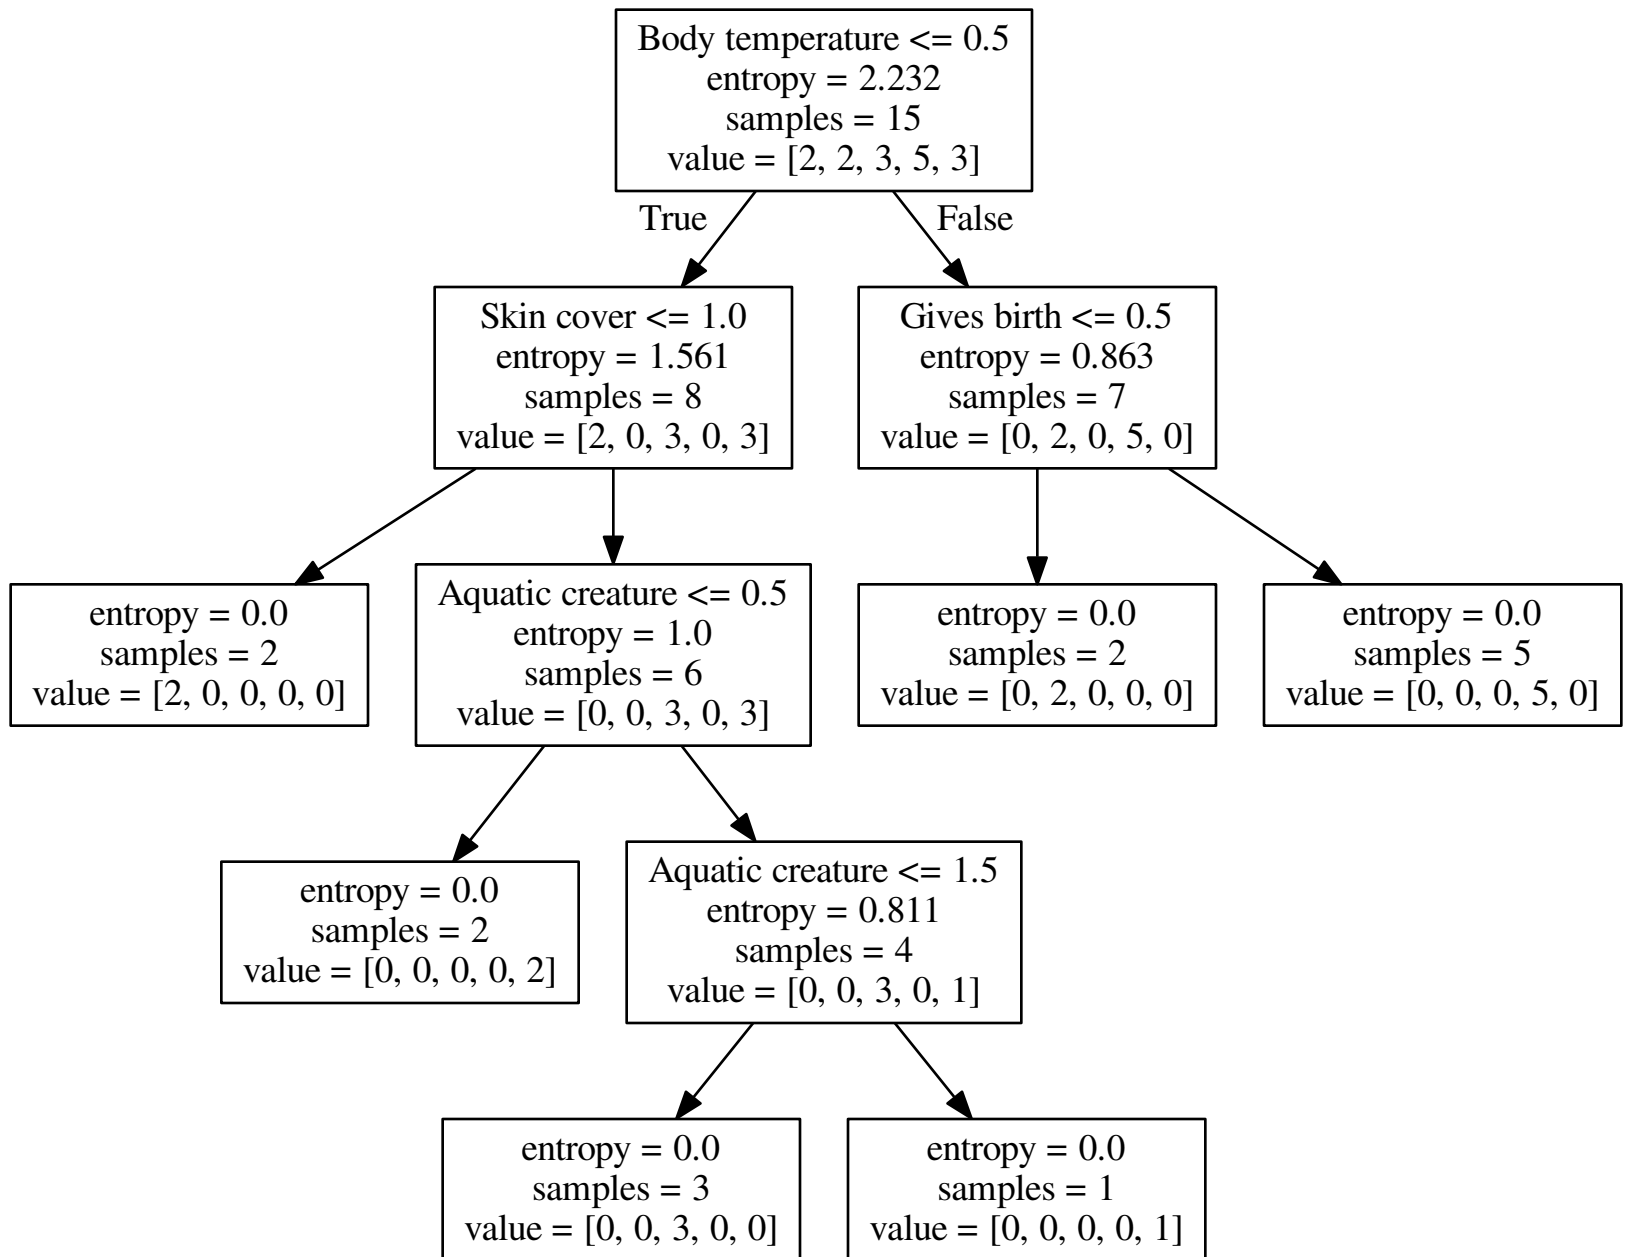 Body temperature <= 0.5
entropy = 2.232
samples = 15
value = [2, 2, 3, 5, 3]
True
False
Skin cover <= 1.0
entropy = 1.561
samples = 8
value = [2, 0, 3, 0, 3]
Gives birth <= 0.5
entropy = 0.863
samples = 7
value = [0, 2, 0, 5, 0]
entropy = 0.0
samples = 2
value = [2, 0, 0, 0, 0]
Aquatic creature <= 0.5
entropy = 1.0
samples = 6
value = [0, 0, 3, 0, 3]
entropy = 0.0
samples = 2
value = [0, 2, 0, 0, 0]
entropy = 0.0
samples = 5
value = [0, 0, 0, 5, 0]
entropy = 0.0
samples = 2
value = [0, 0, 0, 0, 2]
Aquatic creature <= 1.5
entropy = 0.811
samples = 4
value = [0, 0, 3, 0, 1]
entropy = 0.0
samples = 3
value = [0, 0, 3, 0, 0]
entropy = 0.0
samples = 1
value = [0, 0, 0, 0, 1]